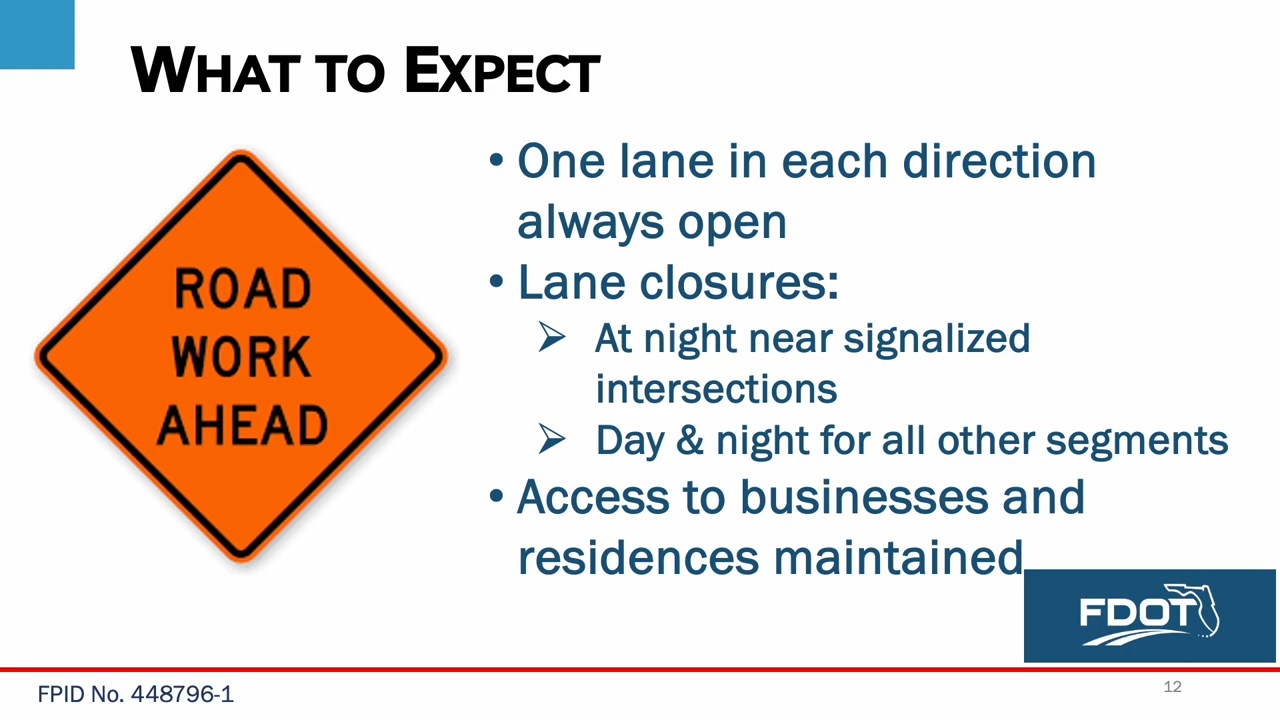 WHAT TO EXPECT
ROAD
WORK
AHEAD
• One lane in each direction
always open
• Lane closures:
➢ At night near signalized
intersections
➢ Day & night for all other segments
• Access to businesses and
residences maintained
FDOT
FPID No. 448796-1
12